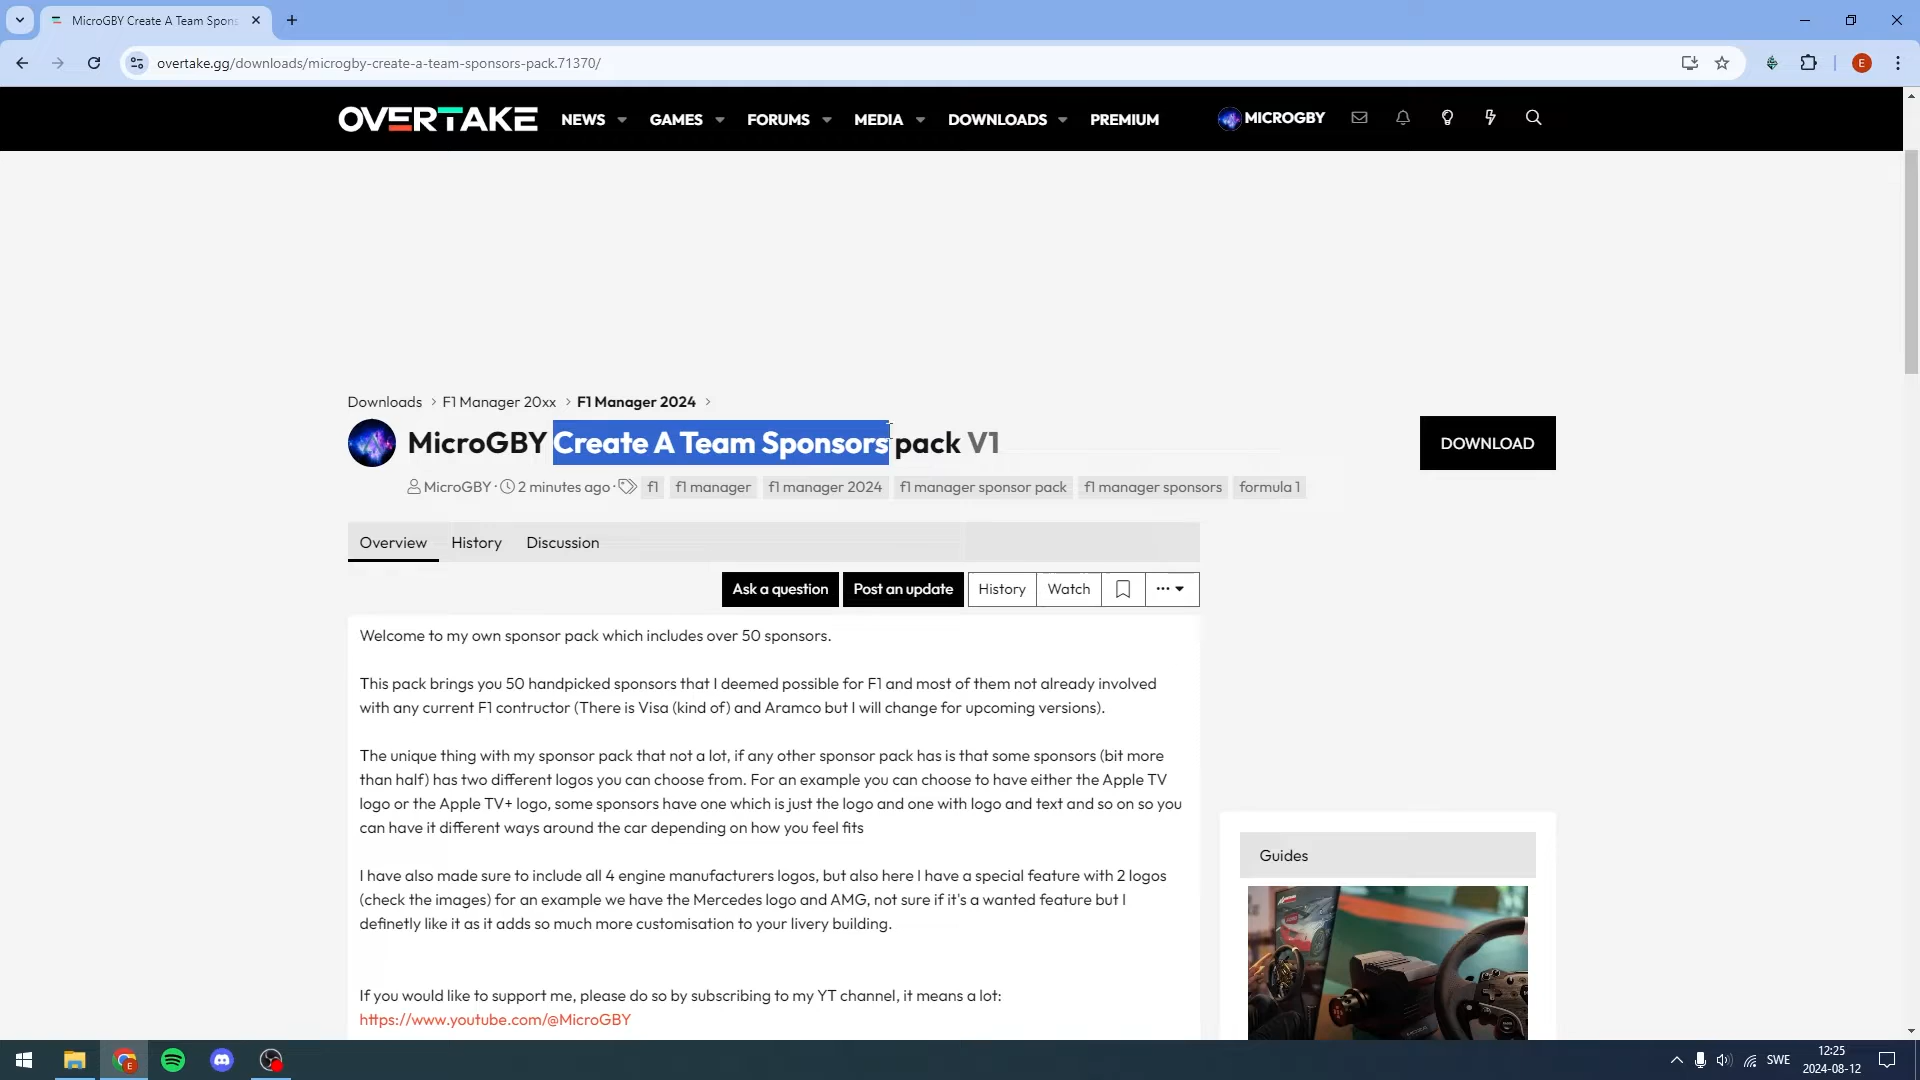 MicroGBY Create A Team Spons
overtake.gg/downloads/microgby-create-a-team-sponsors-pack.71370/
E
OVERTAKE NEWS GAMES FORUMS MEDIA DOWNLOADS PREMIUM MICROGBY
Downloads > F1 Manager 20xx > F1 Manager 2024 >
MicroGBY Create A Team Sponsors pack V1
DOWNLOAD
MicroGBY · 2 minutes ago · f1 f1 manager f1 manager 2024 f1 manager sponsor pack f1 manager sponsors formula 1
Overview History Discussion
Ask a question Post an update History Watch
Welcome to my own sponsor pack which includes over 50 sponsors.
This pack brings you 50 handpicked sponsors that I deemed possible for F1 and most of them not already involved
with any current F1 contructor (There is Visa (kind of) and Aramco but I will change for upcoming versions).
The unique thing with my sponsor pack that not a lot, if any other sponsor pack has is that some sponsors (bit more
than half) has two different logos you can choose from. For an example you can choose to have either the Apple TV
logo or the Apple TV+ logo, some sponsors have one which is just the logo and one with logo and text and so on so you
can have it different ways around the car depending on how you feel fits
Guides
I have also made sure to include all 4 engine manufacturers logos, but also here I have a special feature with 2 logos
(check the images) for an example we have the Mercedes logo and AMG, not sure if it's a wanted feature but I
definetly like it as it adds so much more customisation to your livery building.
If you would like to support me, please do so by subscribing to my YT channel, it means a lot:
https://www.youtube.com/@MicroGBY
SWE
12:25
2024-08-12